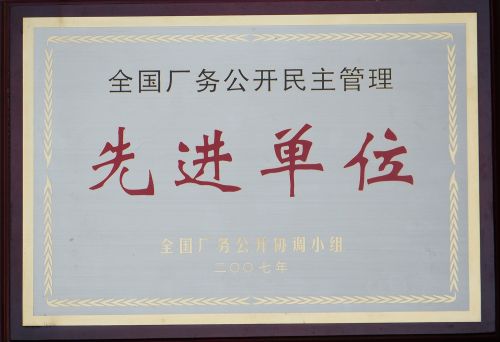 全国厂务公开民主管理
先进单位
全国厂务公开协调小组
二〇〇七年